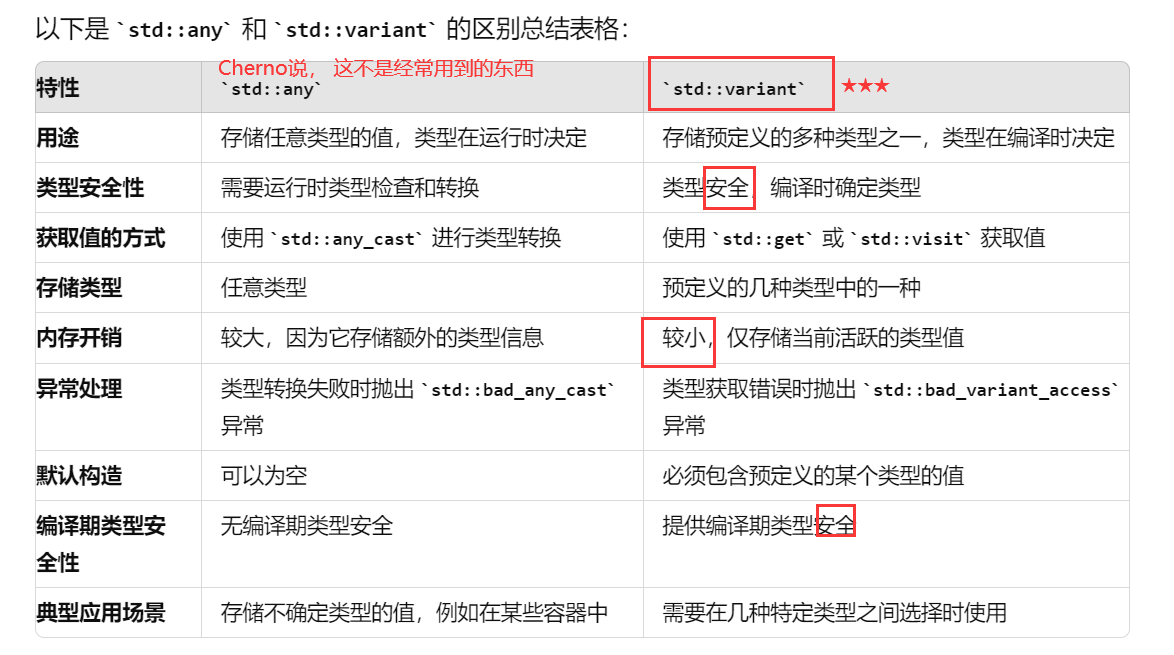 以下是 `std::any` 和 `std::variant` 的区别总结表格：
Cherno说， 这不是经常用到的东西
特性 `std::any` `std::variant` ★★★
用途 存储任意类型的值，类型在运行时决定 存储预定义的多种类型之一，类型在编译时决定
类型安全性 需要运行时类型检查和转换 类型安全，编译时确定类型
获取值的方式 使用 `std::any_cast` 进行类型转换 使用 `std::get` 或 `std::visit` 获取值
存储类型 任意类型 预定义的几种类型中的一种
内存开销 较大，因为它存储额外的类型信息 较小，仅存储当前活跃的类型值
异常处理 类型转换失败时抛出 `std::bad_any_cast` 类型获取错误时抛出 `std::bad_variant_access`
异常 异常
默认构造 可以为空 必须包含预定义的某个类型的值
编译期类型安 无编译期类型安全 提供编译期类型安全
全性
典型应用场景 存储不确定类型的值，例如在某些容器中 需要在几种特定类型之间选择时使用